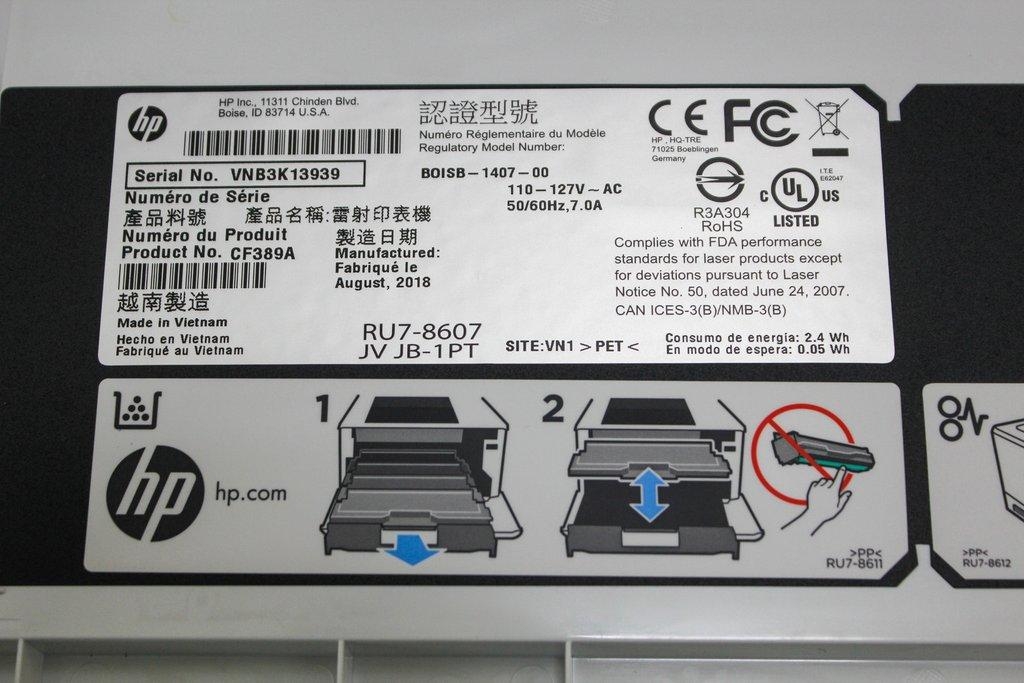 hp
HP Inc., 11311 Chinden Blvd.
Boise, ID 83714 U.S.A.
Serial No. VNB3K13939
Numéro de Série
產品料號 產品名稱:雷射印表機
Numéro du Produit
Product No. CF389A
越南製造
Made in Vietnam
Hecho en Vietnam
Fabriqué au Vietnam
認證型號
Numéro Réglementaire du Modèle
Regulatory Model Number:
BOISB-1407-00
110-127V~AC
50/60Hz,7.0A
製造日期
Manufactured:
Fabriqué le
August, 2018
RU7-8607
JV JB-1PT
SITE:VN1 >PET<
CE FC
HP, HQ-TRE
71025 Boeblingen
Germany
R3A304
RoHS
C UL US
LISTED
I.T.E
E62047
Complies with FDA performance
standards for laser products except
for deviations pursuant to Laser
Notice No. 50, dated June 24, 2007.
CAN ICES-3(B)/NMB-3(B)
Consumo de energía: 2.4 Wh
En modo de espera: 0.05 Wh
hp hp.com
1
2
>PP<
RU7-8611
>PP<
RU7-8612